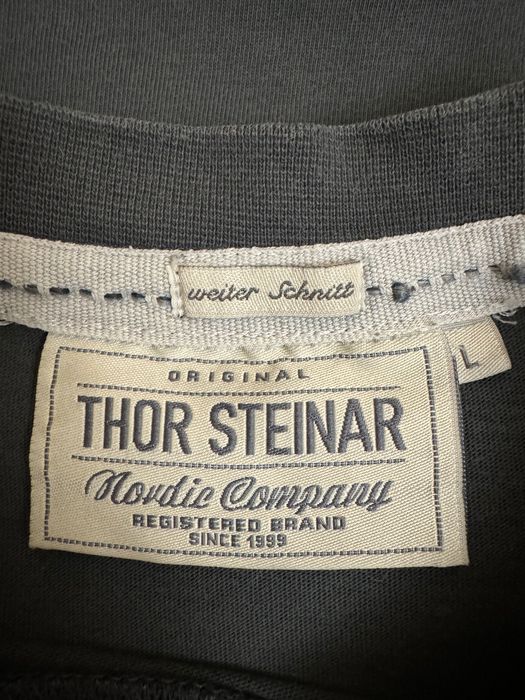 weiter Schnitt
L
ORIGINAL
THOR STEINAR
Nordic Company
REGISTERED BRAND
SINCE 1999